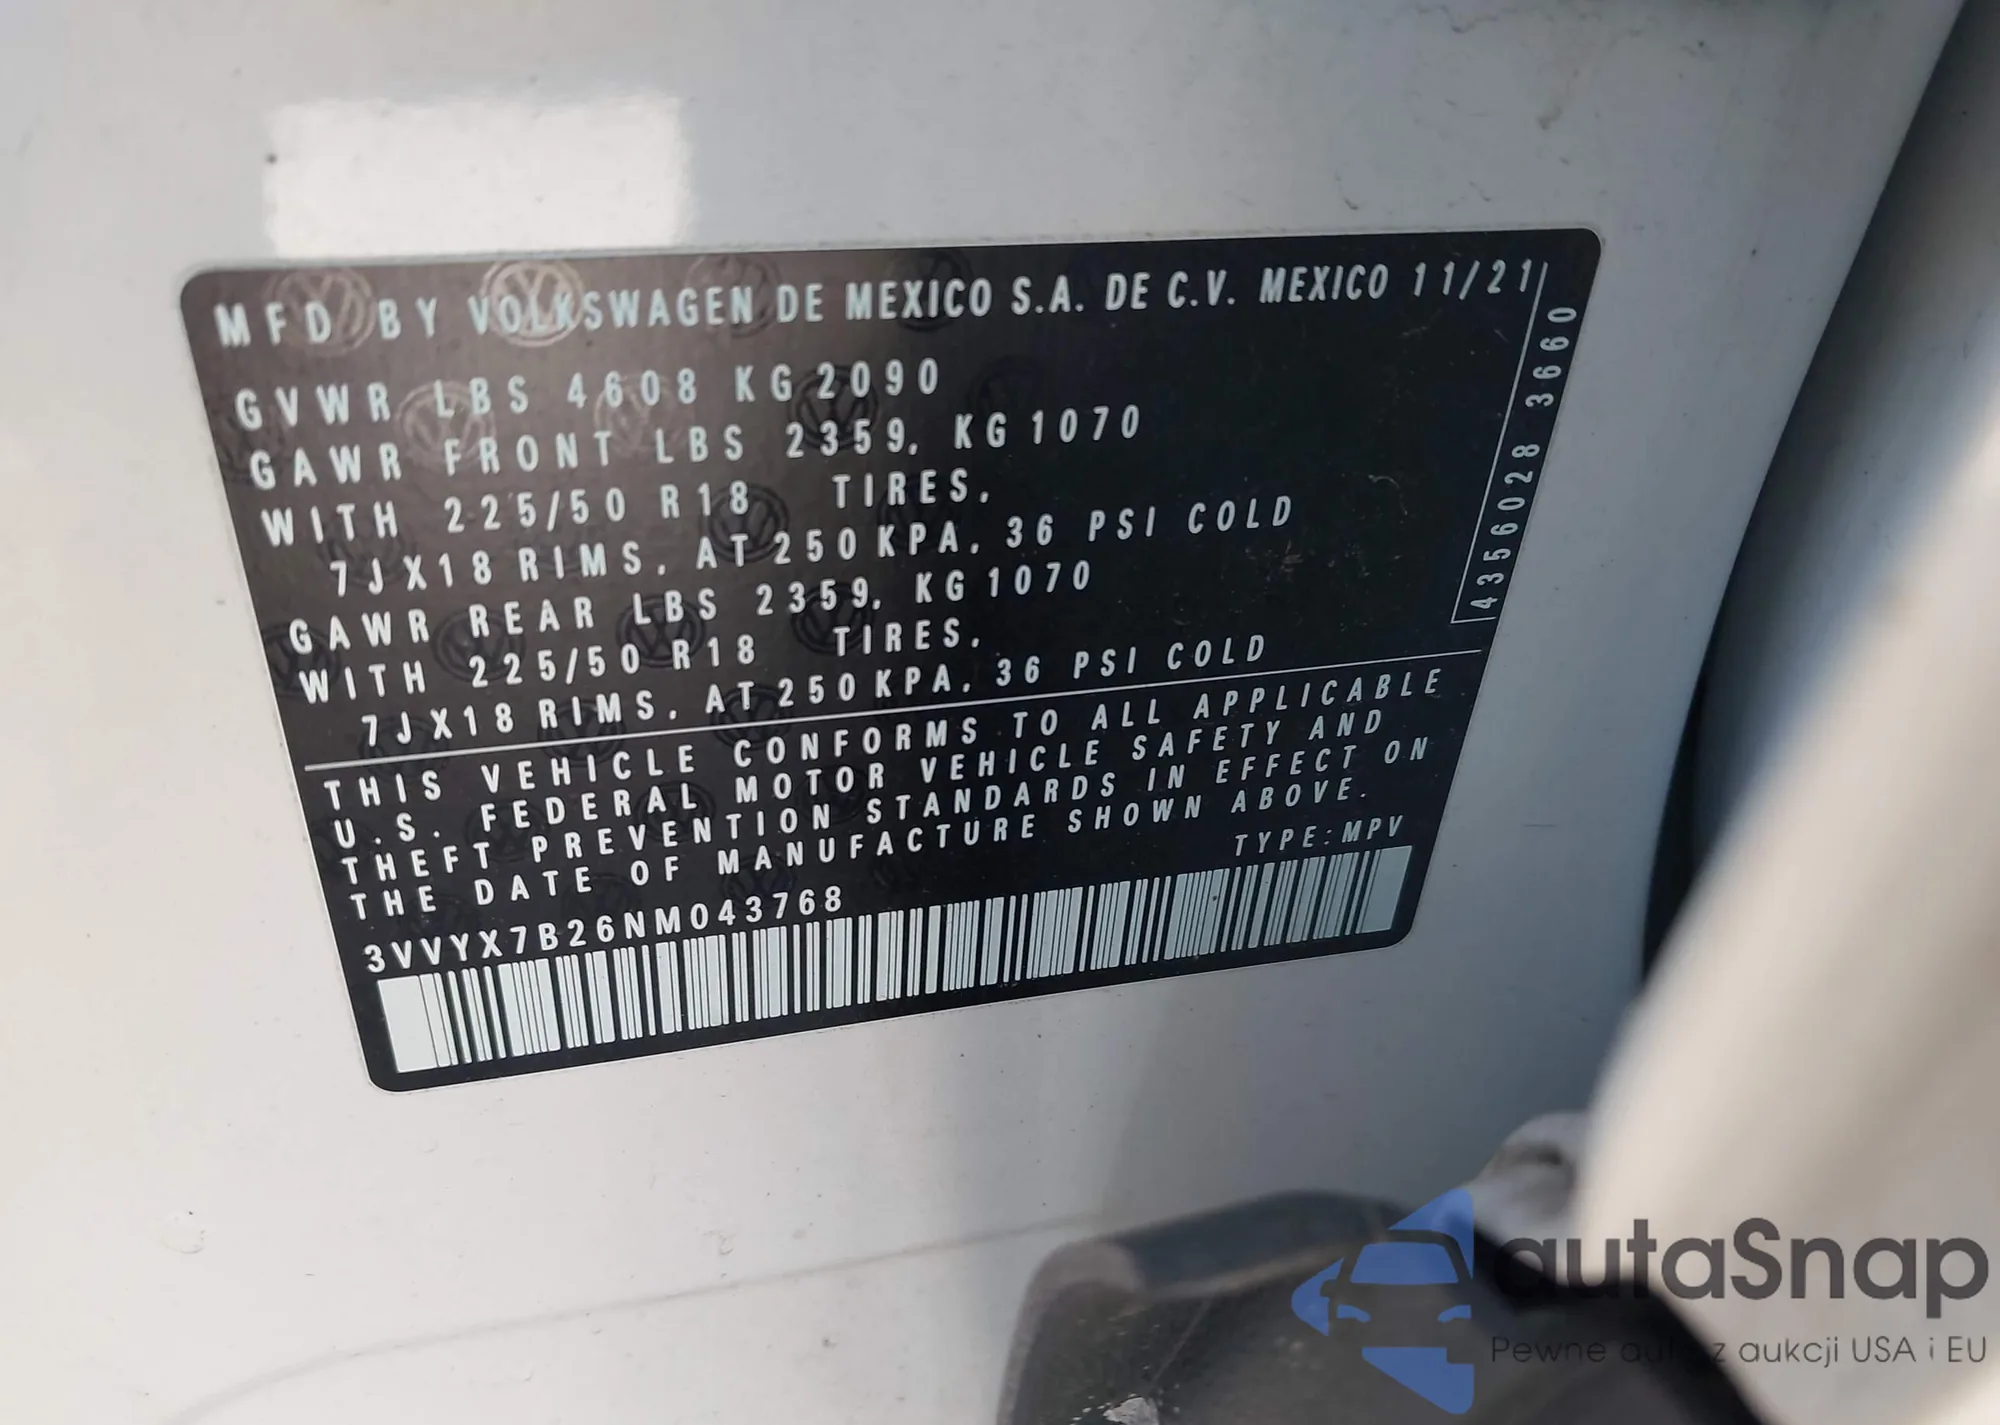 MFD BY VOLKSWAGEN DE MEXICO S.A. DE C.V. MEXICO 11/21
GVWR LBS 4608 KG 2090
GAWR FRONT LBS 2359, KG 1070
WITH 225/50 R18 TIRES,
7JX18 RIMS, AT 250 KPA, 36 PSI COLD
GAWR REAR LBS 2359, KG 1070
WITH 225/50 R18 TIRES,
7JX18 RIMS, AT 250 KPA, 36 PSI COLD
4356028 3660
THIS VEHICLE CONFORMS TO ALL APPLICABLE
U.S. FEDERAL MOTOR VEHICLE SAFETY AND
THEFT PREVENTION STANDARDS IN EFFECT ON
THE DATE OF MANUFACTURE SHOWN ABOVE.
TYPE: MPV
3VVYX7B26NM043768
autaSnap
Pewne auta z aukcji USA i EU